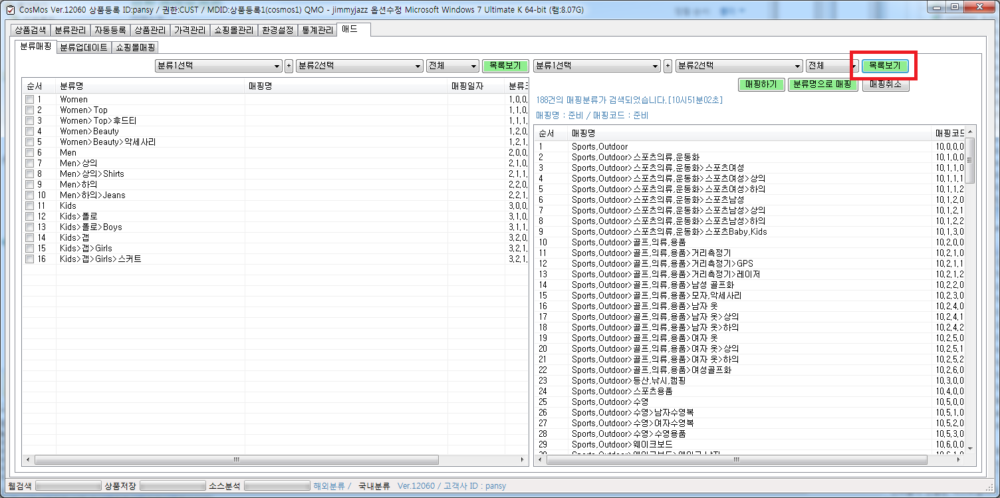 CosMos Ver.12060 상품등록 ID:pansy / 권한:CUST / MDID:상품등록1(cosmos1) QMO - jimmyjazz 옵션수정 Microsoft Windows 7 Ultimate K 64-bit (램:8.07G)
상품검색 분류관리 자동등록 상품관리 가격관리 쇼핑몰관리 환경설정 통계관리 애드
분류매핑 분류업데이트 쇼핑몰매핑
분류1선택 + 분류2선택 전체 목록보기 분류1선택 + 분류2선택 전체 목록보기
매핑하기 분류명으로 매핑 매핑취소
188건의 매핑분류가 검색되었습니다.[10시51분02초]
매핑명 : 준비 / 매핑코드 : 준비
순서 분류명 매핑명 매핑일자 분류코
1 Women 1,0,0,
2 Women>Top 1,1,0,
3 Women>Top>후드티 1,1,1,
4 Women>Beauty 1,2,0,
5 Women>Beauty>악세사리 1,2,1,
6 Men 2,0,0,
7 Men>상의 2,1,0,
8 Men>상의>Shirts 2,1,1,
9 Men>하의 2,2,0,
10 Men>하의>Jeans 2,2,1,
11 Kids 3,0,0,
12 Kids>폴로 3,1,0,
13 Kids>폴로>Boys 3,1,1,
14 Kids>갭 3,2,0,
15 Kids>갭>Girls 3,2,1,
16 Kids>갭>Girls>스커트 3,2,1,
순서 매핑명 매핑코드
1 Sports,Outdoor 10,0,0,0
2 Sports,Outdoor>스포츠의류,운동화 10,1,0,0
3 Sports,Outdoor>스포츠의류,운동화>스포츠여성 10,1,1,0
4 Sports,Outdoor>스포츠의류,운동화>스포츠여성>상의 10,1,1,1
5 Sports,Outdoor>스포츠의류,운동화>스포츠여성>하의 10,1,1,2
6 Sports,Outdoor>스포츠의류,운동화>스포츠남성 10,1,2,0
7 Sports,Outdoor>스포츠의류,운동화>스포츠남성>상의 10,1,2,1
8 Sports,Outdoor>스포츠의류,운동화>스포츠남성>하의 10,1,2,2
9 Sports,Outdoor>스포츠의류,운동화>스포츠Baby,Kids 10,1,3,0
10 Sports,Outdoor>골프,의류,용품 10,2,0,0
11 Sports,Outdoor>골프,의류,용품>거리측정기 10,2,1,0
12 Sports,Outdoor>골프,의류,용품>거리측정기>GPS 10,2,1,1
13 Sports,Outdoor>골프,의류,용품>거리측정기>레이저 10,2,1,2
14 Sports,Outdoor>골프,의류,용품>남성 골프화 10,2,2,0
15 Sports,Outdoor>골프,의류,용품>모자,악세사리 10,2,3,0
16 Sports,Outdoor>골프,의류,용품>남자 옷 10,2,4,0
17 Sports,Outdoor>골프,의류,용품>남자 옷>상의 10,2,4,1
18 Sports,Outdoor>골프,의류,용품>남자 옷>하의 10,2,4,2
19 Sports,Outdoor>골프,의류,용품>여자 옷 10,2,5,0
20 Sports,Outdoor>골프,의류,용품>여자 옷>상의 10,2,5,1
21 Sports,Outdoor>골프,의류,용품>여자 옷>하의 10,2,5,2
22 Sports,Outdoor>골프,의류,용품>여성골프화 10,2,6,0
23 Sports,Outdoor>등산,낚시,캠핑 10,3,0,0
24 Sports,Outdoor>스포츠용품 10,4,0,0
25 Sports,Outdoor>수영 10,5,0,0
26 Sports,Outdoor>수영>남자수영복 10,5,1,0
27 Sports,Outdoor>수영>여자수영복 10,5,2,0
28 Sports,Outdoor>수영>수영용품 10,5,3,0
29 Sports,Outdoor>웨이크보드 10,6,0,0
웹검색 상품저장 소스분석 해외분류 / 국내분류 Ver.12060 / 고객사 ID : pansy